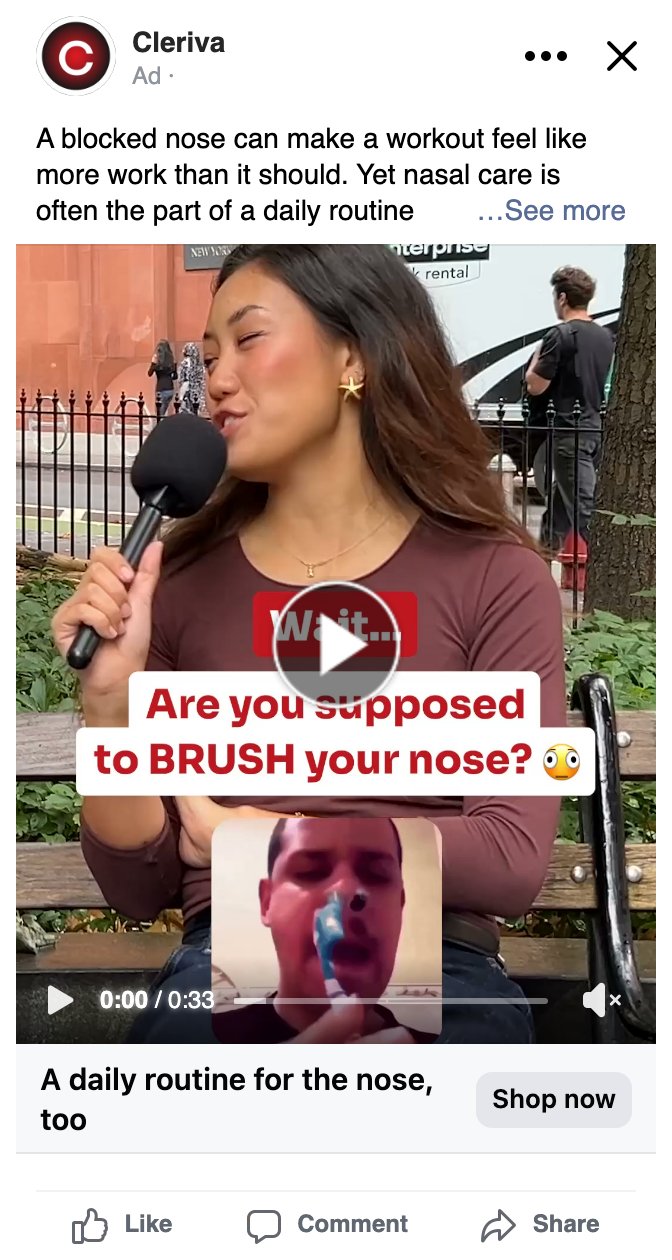 Cleriva
Ad ·
A blocked nose can make a workout feel like
more work than it should. Yet nasal care is
often the part of a daily routine ...See more
NEW YORK
rental
Wait...
Are you supposed
to BRUSH your nose? 😳
0:00 / 0:33
A daily routine for the nose,
too
Shop now
Like
Comment
Share